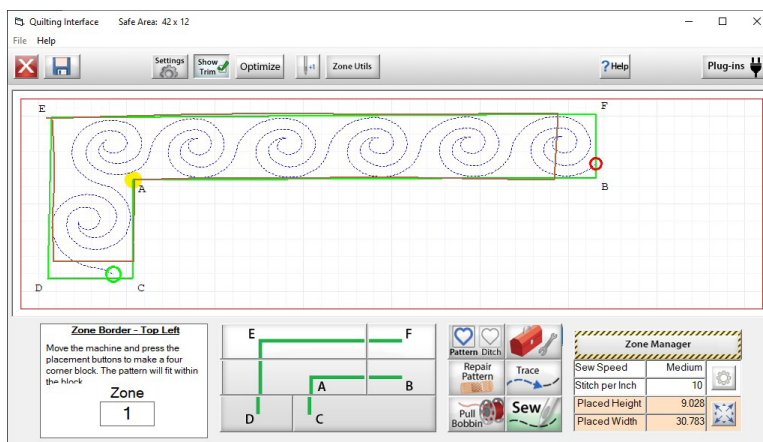 Quilting Interface Safe Area: 42 x 12
File Help
Settings Show Trim Optimize +1 Zone Utils ?Help Plug-ins
E F
A B
D C
Zone Border - Top Left
Move the machine and press the
placement buttons to make a four
corner block. The pattern will fit within
the block.
Zone
1
E F
A B
D C
Pattern Ditch
Repair
Pattern
Trace
Pull
Bobbin
Sew
Zone Manager
Sew Speed Medium
Stitch per Inch 10
Placed Height 9.028
Placed Width 30.783